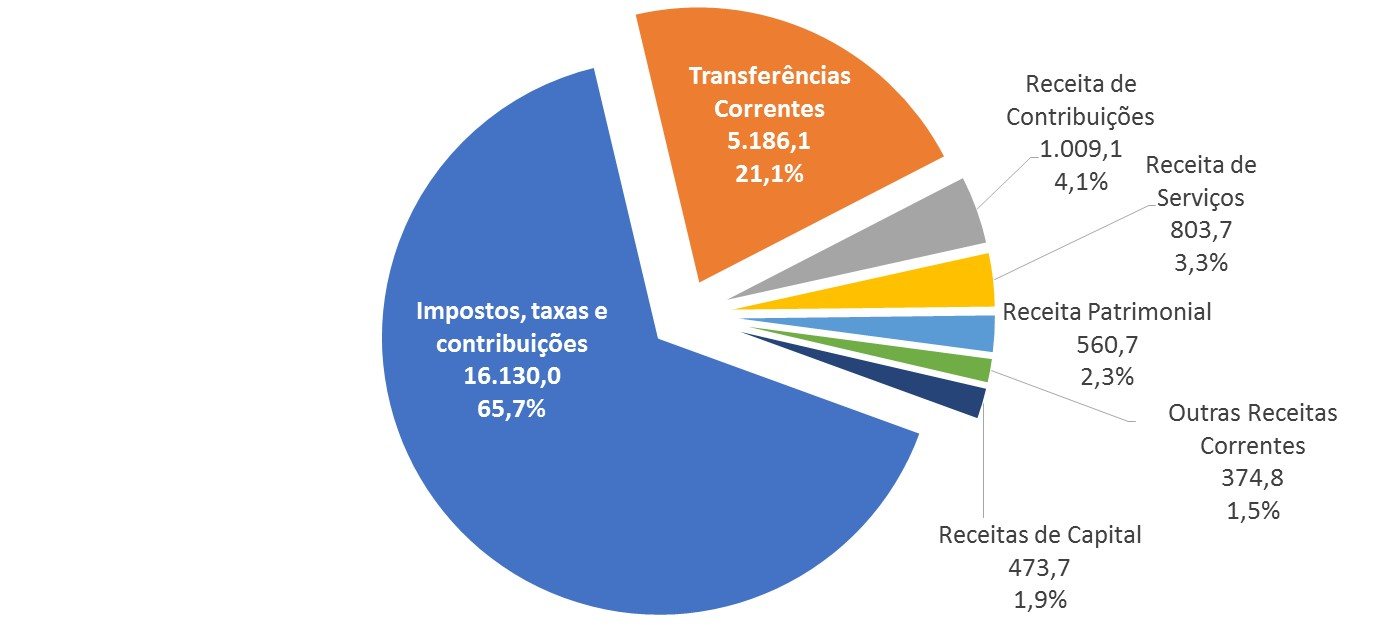 Transferências
Correntes
5.186,1
21,1%
Receita de
Contribuições
1.009,1
4,1%
Receita de
Serviços
803,7
3,3%
Impostos, taxas e
contribuições
16.130,0
65,7%
Receita Patrimonial
560,7
2,3%
Outras Receitas
Correntes
374,8
1,5%
Receitas de Capital
473,7
1,9%